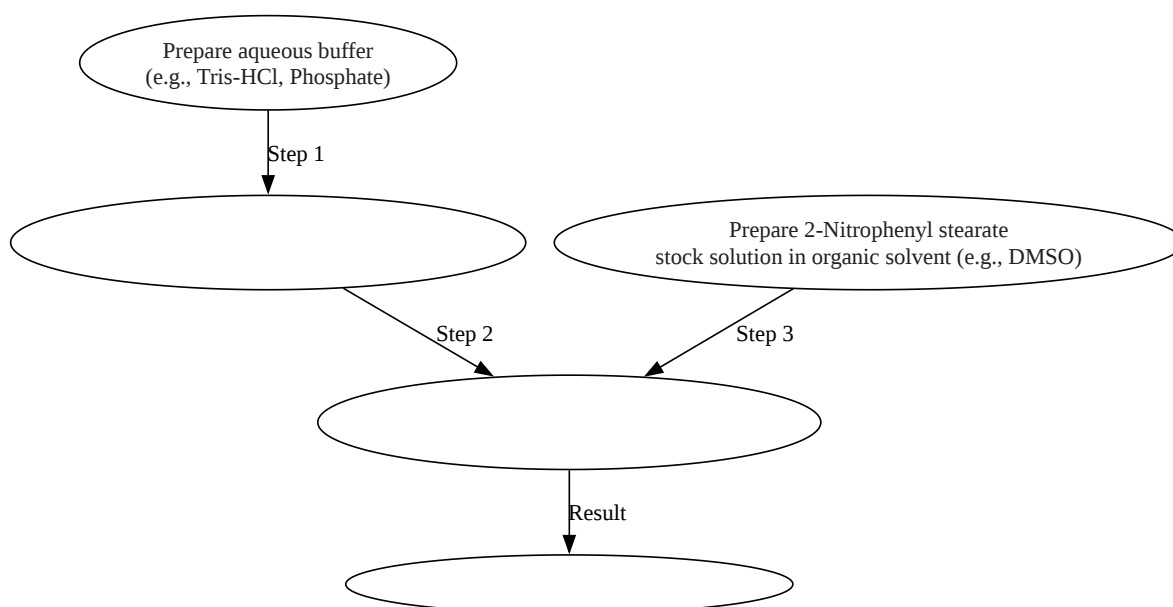 Prepare aqueous buffer
(e.g., Tris-HCl, Phosphate)
Step 1
Prepare 2-Nitrophenyl stearate
stock solution in organic solvent (e.g., DMSO)
Step 2
Step 3
Result